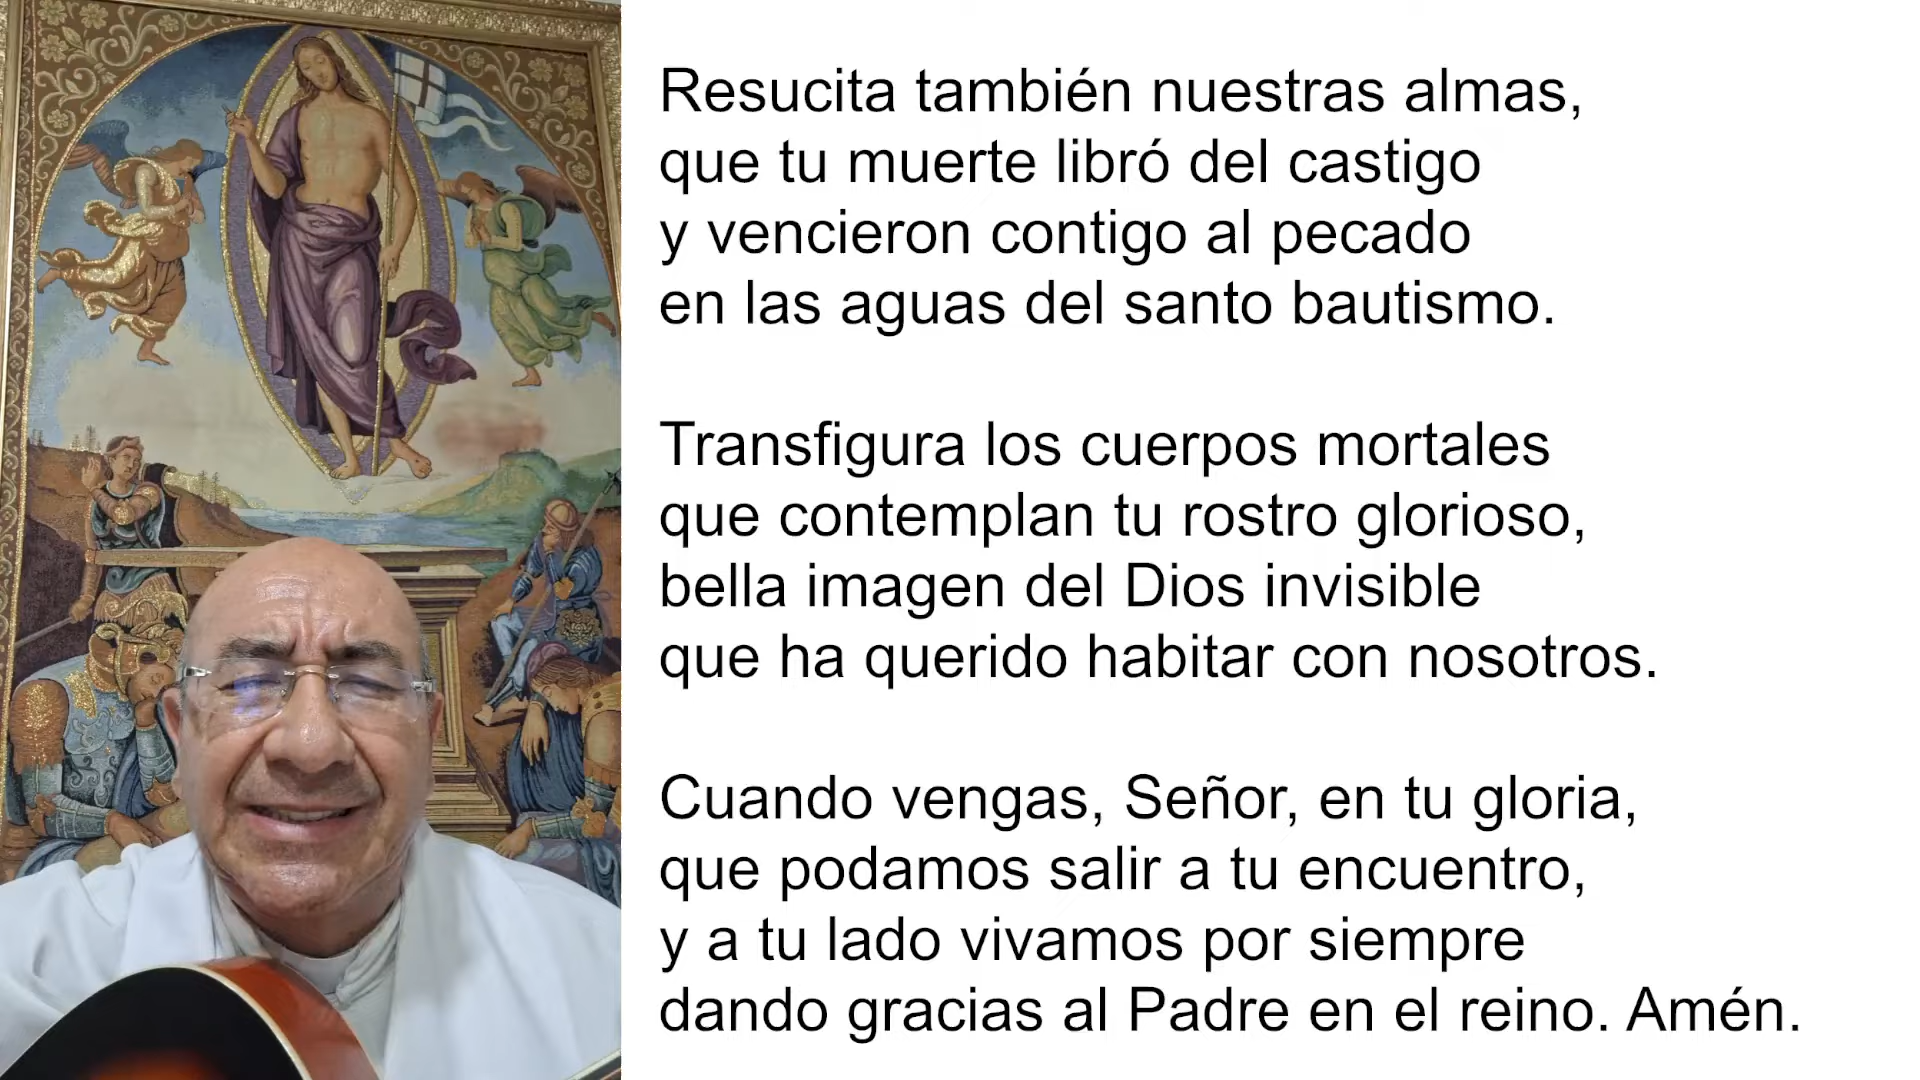 Resucita también nuestras almas,
que tu muerte libró del castigo
y vencieron contigo al pecado
en las aguas del santo bautismo.
Transfigura los cuerpos mortales
que contemplan tu rostro glorioso,
bella imagen del Dios invisible
que ha querido habitar con nosotros.
Cuando vengas, Señor, en tu gloria,
que podamos salir a tu encuentro,
y a tu lado vivamos por siempre
dando gracias al Padre en el reino. Amén.